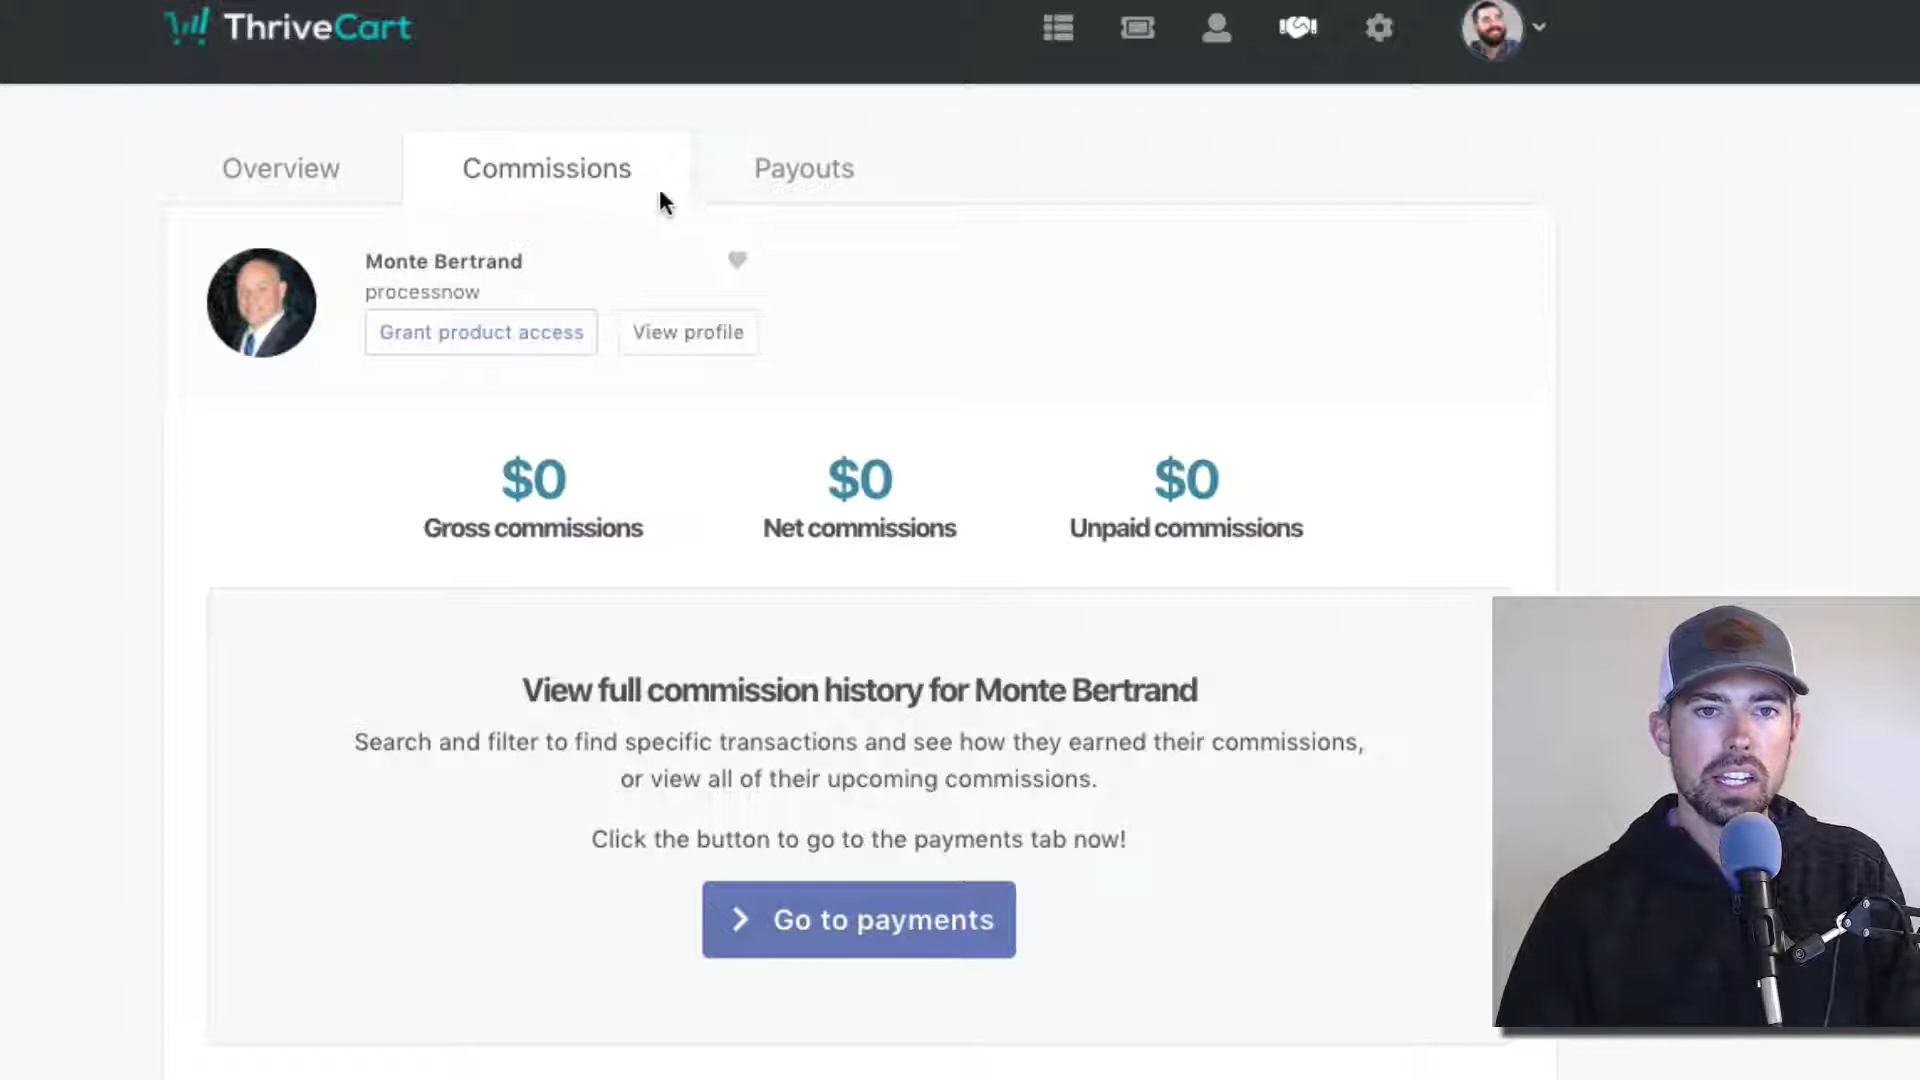 ThriveCart
Overview
Commissions
Payouts
Monte Bertrand
processnow
Grant product access
View profile
$0
Gross commissions
$0
Net commissions
$0
Unpaid commissions
View full commission history for Monte Bertrand
Search and filter to find specific transactions and see how they earned their commissions,
or view all of their upcoming commissions.
Click the button to go to the payments tab now!
Go to payments